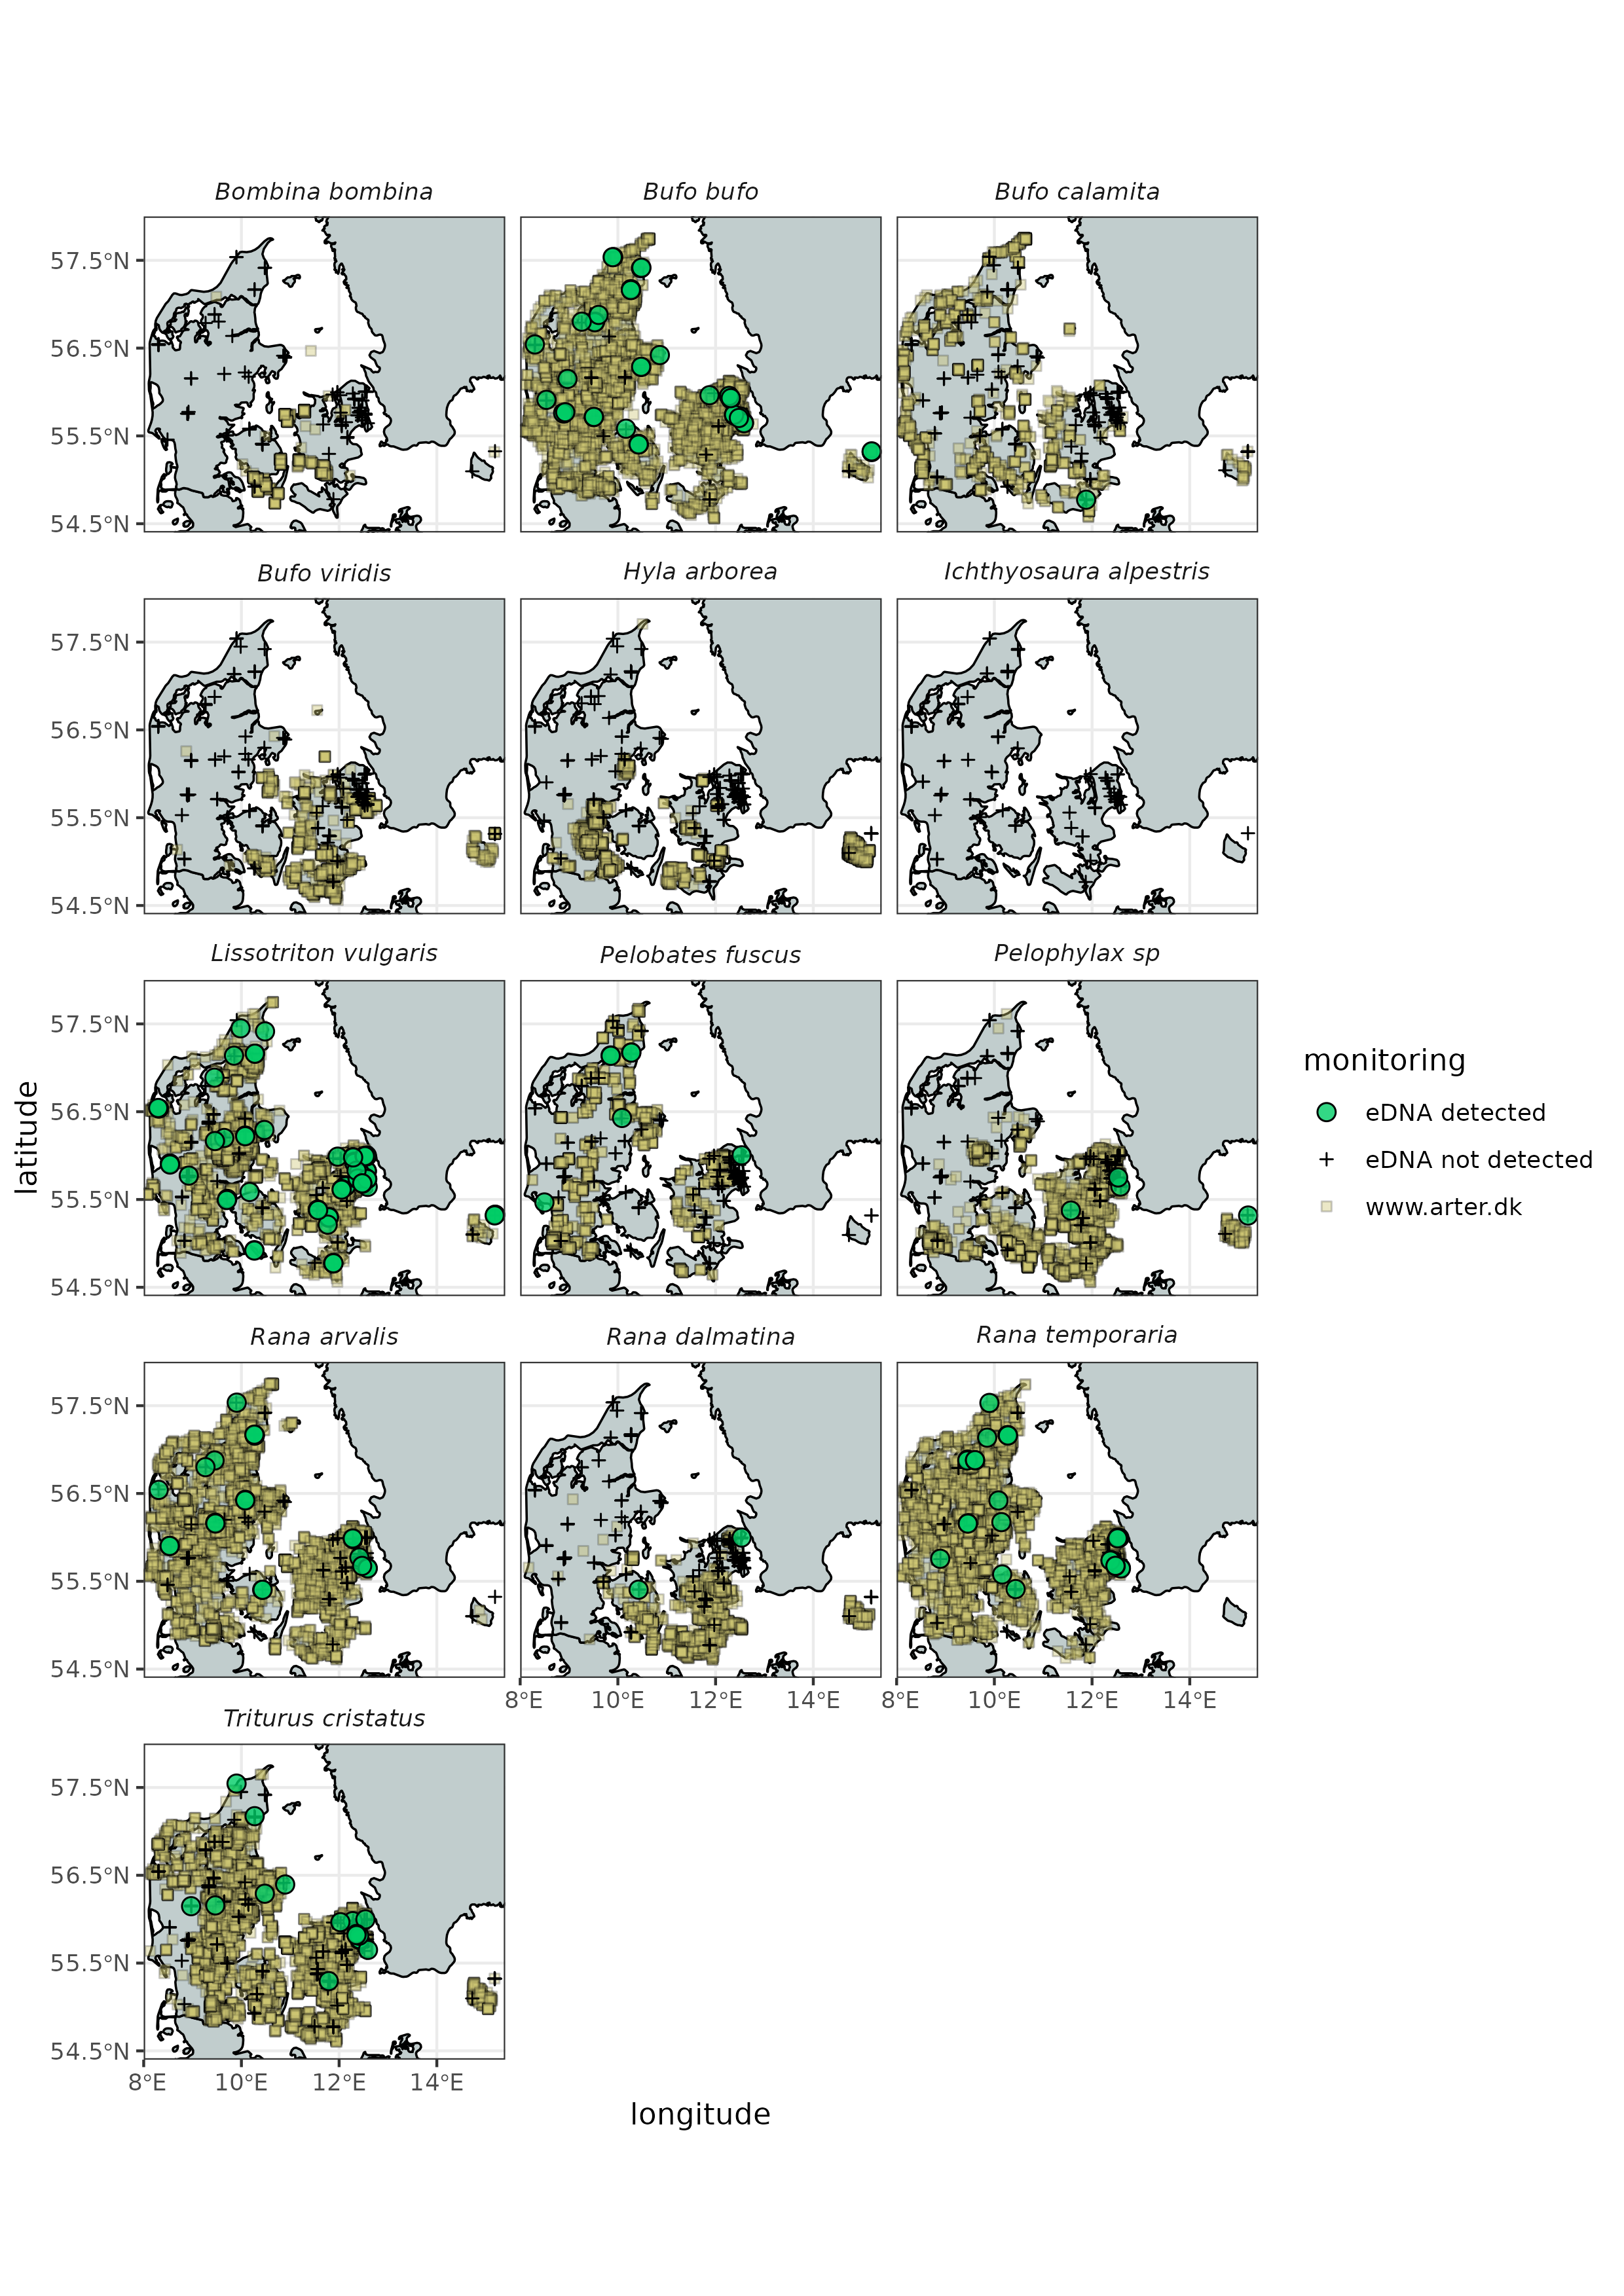 Bombina bombina
Bufo bufo
Bufo calamita
57.5°N
56.5°N
55.5°N
54.5°N
Bufo viridis
Hyla arborea
Ichthyosaura alpestris
57.5°N
56.5°N
55.5°N
54.5°N
Lissotriton vulgaris
Pelobates fuscus
Pelophylax sp
57.5°N
56.5°N
55.5°N
54.5°N
latitude
monitoring
eDNA detected
eDNA not detected
www.arter.dk
Rana arvalis
Rana dalmatina
Rana temporaria
57.5°N
56.5°N
55.5°N
54.5°N
8°E 10°E 12°E 14°E
8°E 10°E 12°E 14°E
Triturus cristatus
57.5°N
56.5°N
55.5°N
54.5°N
8°E 10°E 12°E 14°E
longitude